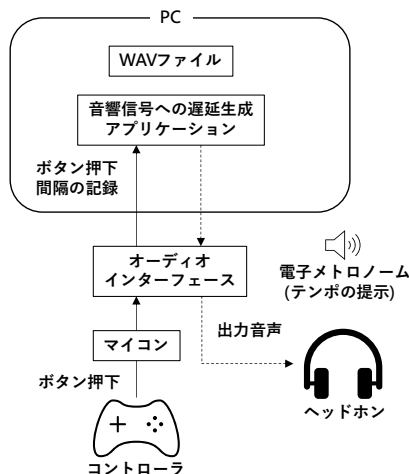 PC
WAVファイル
音響信号への遅延生成
アプリケーション
ボタン押下
間隔の記録
オーディオ
インターフェース
電子メトロノーム
(テンポの提示)
マイコン
出力音声
ボタン押下
ヘッドホン
コントローラ